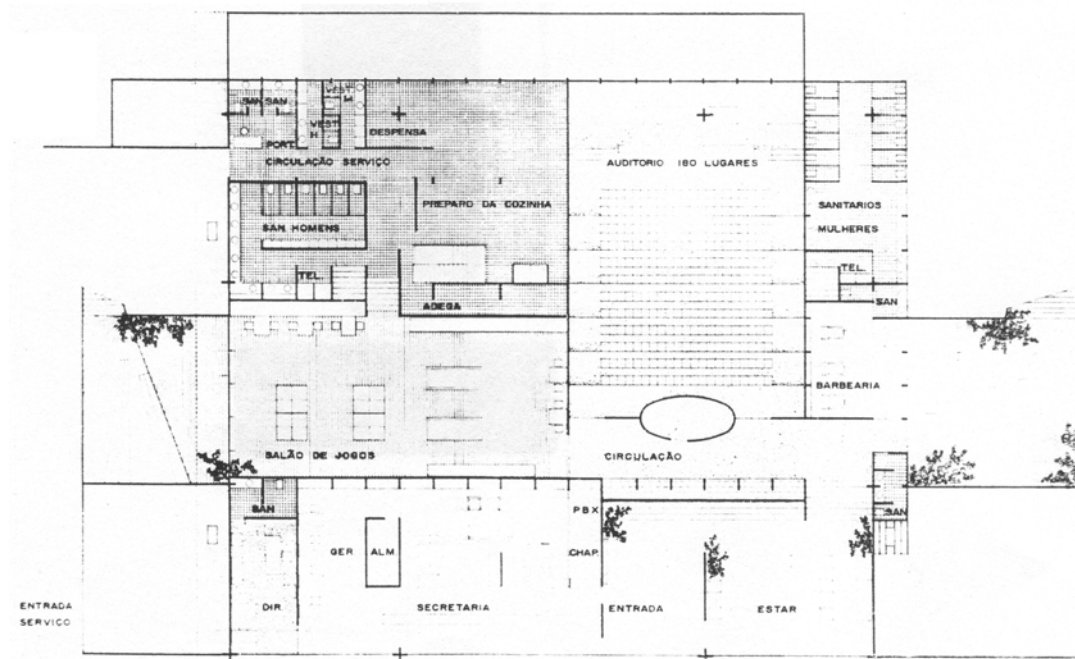 SAN SAN
VEST. M
VEST. H
DESPENSA
PORT.
CIRCULAÇÃO SERVIÇO
AUDITORIO 180 LUGARES
PREPARO DA COZINHA
SANITARIOS
MULHERES
SAN HOMENS
TEL.
TEL.
SAN
ADEGA
BARBEARIA
SALÃO DE JOGOS
CIRCULAÇÃO
SAN
PBX
SAN
GER
ALM
CHAP.
ENTRADA
SERVIÇO
DIR
SECRETARIA
ENTRADA
ESTAR